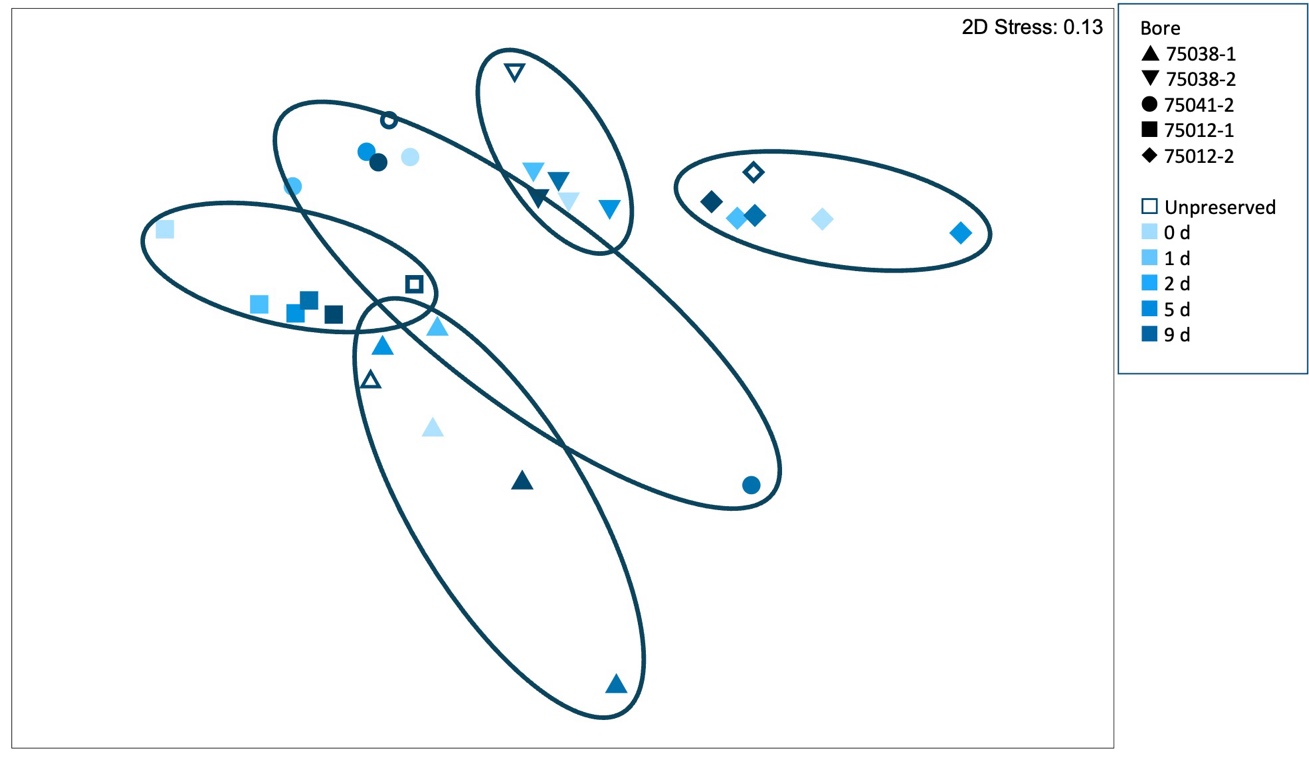 2D Stress: 0.13
Bore
75038-1
75038-2
75041-2
75012-1
75012-2
Unpreserved
0 d
1 d
2 d
5 d
9 d